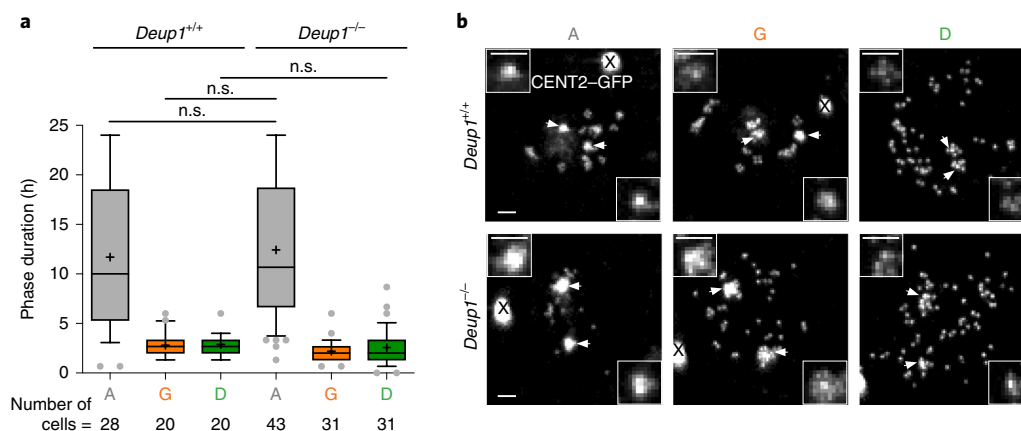 a
Deup1+/+ Deup1−/−
n.s.
n.s.
n.s.
Phase duration (h)
25
20
15
10
5
0
A G D A G D
Number of
cells = 28 20 20 43 31 31
b
A G D
Deup1+/+
CENT2–GFP
X
X
Deup1−/−
X
X